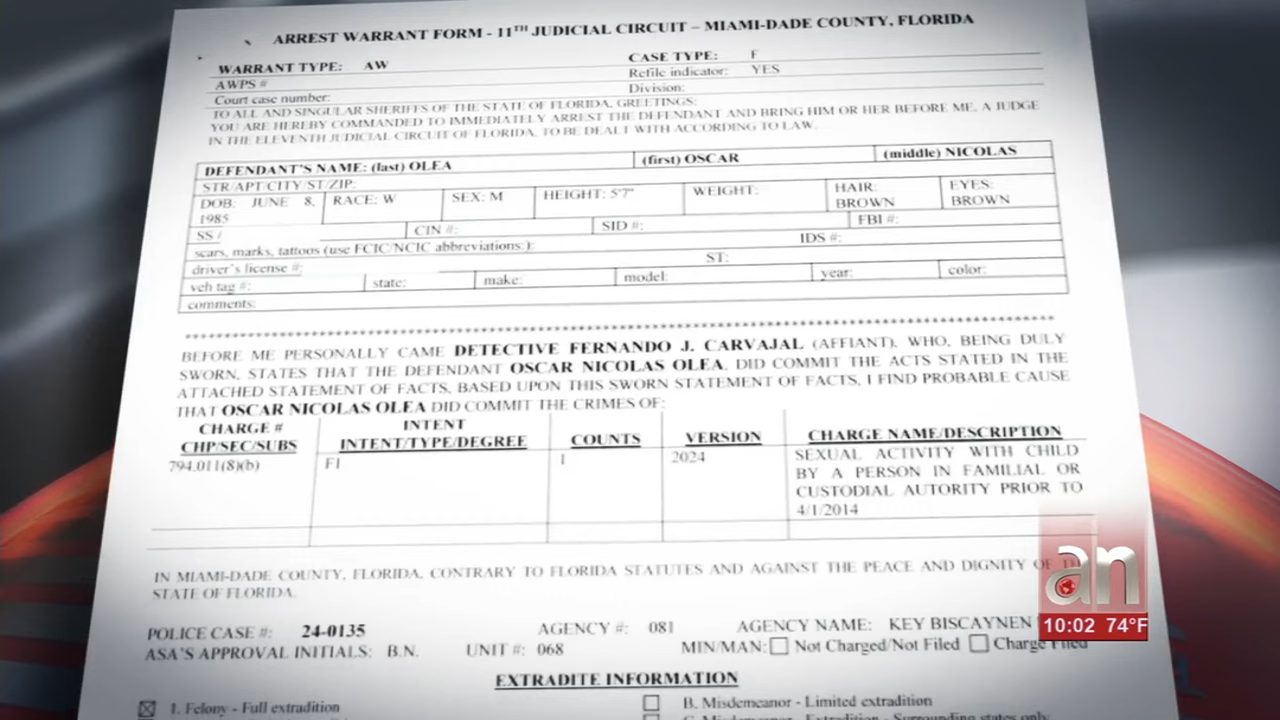 ARREST WARRANT FORM - 11TH JUDICIAL CIRCUIT – MIAMI-DADE COUNTY, FLORIDA
WARRANT TYPE: AW CASE TYPE: F
AWPS # Refile indicator: YES
Court case number: Division:
TO ALL AND SINGULAR SHERIFFS OF THE STATE OF FLORIDA, GREETINGS:
YOU ARE HEREBY COMMANDED TO IMMEDIATELY ARREST THE DEFENDANT AND BRING HIM OR HER BEFORE ME, A JUDGE
IN THE ELEVENTH JUDICIAL CIRCUIT OF FLORIDA, TO BE DEALT WITH ACCORDING TO LAW.
DEFENDANT'S NAME: (last) OLEA (first) OSCAR (middle) NICOLAS
STR/APT CITY/ST/ZIP:
DOB: JUNE 8, 1985 RACE: W SEX: M HEIGHT: 5'7" WEIGHT: HAIR: BROWN EYES: BROWN
SS # CIN #: SID #: FBI #:
scars, marks, tattoos (use FCIC/NCIC abbreviations:): IDS #:
driver's license #: ST:
veh tag #: state: make: model: year: color:
comments:
BEFORE ME PERSONALLY CAME DETECTIVE FERNANDO J. CARVAJAL (AFFIANT), WHO, BEING DULY
SWORN, STATES THAT THE DEFENDANT OSCAR NICOLAS OLEA, DID COMMIT THE ACTS STATED IN THE
ATTACHED STATEMENT OF FACTS, BASED UPON THIS SWORN STATEMENT OF FACTS, I FIND PROBABLE CAUSE
THAT OSCAR NICOLAS OLEA DID COMMIT THE CRIMES OF:
CHARGE # CHP/SEC/SUBS INTENT INTENT/TYPE/DEGREE COUNTS VERSION CHARGE NAME/DESCRIPTION
794.011(8)(b) F1 1 2024 SEXUAL ACTIVITY WITH CHILD
BY A PERSON IN FAMILIAL OR
CUSTODIAL AUTORITY PRIOR TO
4/1/2014
IN MIAMI-DADE COUNTY, FLORIDA, CONTRARY TO FLORIDA STATUTES AND AGAINST THE PEACE AND DIGNITY OF
STATE OF FLORIDA.
POLICE CASE #: 24-0135 AGENCY #: 081 AGENCY NAME: KEY BISCAYNEN
ASA'S APPROVAL INITIALS: B.N. UNIT #: 068 MIN/MAN: Not Charged/Not Filed Charge Filed
EXTRADITE INFORMATION
1. Felony - Full extradition B. Misdemeanor - Limited extradition
Misdemeanor - Extradition - Surrounding states only
an
10:02 74°F